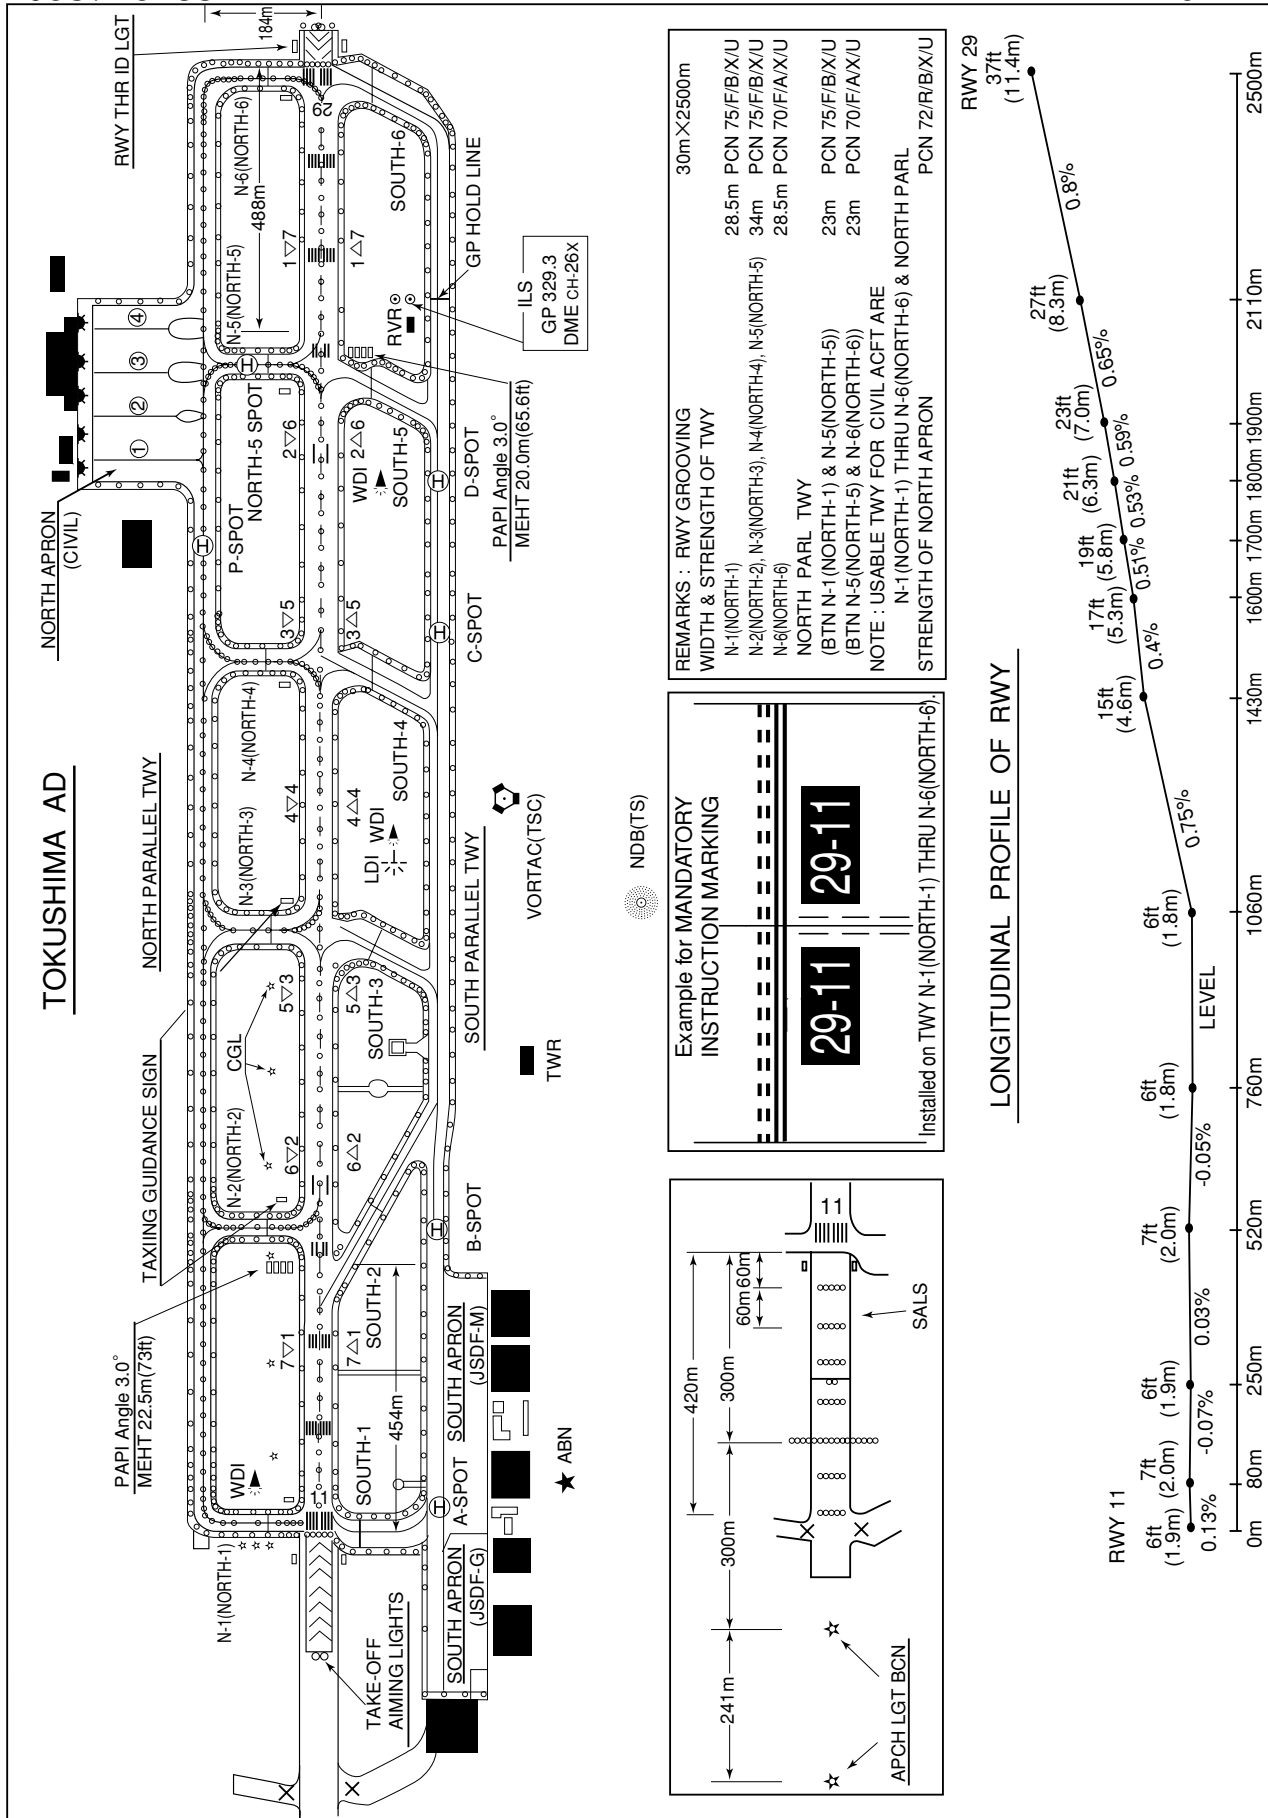 TOKUSHIMA AD
RWY THR ID LGT
184m
NORTH APRON
(CIVIL)
1
2
3
4
NORTH PARALLEL TWY
TAXIING GUIDANCE SIGN
PAPI Angle 3.0°
MEHT 22.5m(73ft)
N-1(NORTH-1)
N-2(NORTH-2)
N-3(NORTH-3)
N-4(NORTH-4)
N-5(NORTH-5)
N-6(NORTH-6)
488m
P-SPOT
NORTH-5 SPOT
H
H
CGL
WDI
7▽1
6▽2
5▽3
4▽4
3▽5
2▽6
1▽7
11
29
7△1
6△2
5△3
4△4
3△5
2△6
1△7
SOUTH-1
SOUTH-2
SOUTH-3
SOUTH-4
SOUTH-5
SOUTH-6
454m
LDI
WDI
WDI
RVR
TAKE-OFF
AIMING LIGHTS
SOUTH APRON
(JSDF-G)
A-SPOT
H
SOUTH APRON
(JSDF-M)
B-SPOT
H
SOUTH PARALLEL TWY
C-SPOT
H
D-SPOT
H
GP HOLD LINE
PAPI Angle 3.0°
MEHT 20.0m(65.6ft)
ILS
GP 329.3
DME CH-26X
ABN
TWR
VORTAC(TSC)
NDB(TS)
420m
300m
60m
60m
300m
241m
11
SALS
APCH LGT BCN
Example for MANDATORY
INSTRUCTION MARKING
29-11
29-11
Installed on TWY N-1(NORTH-1) THRU N-6(NORTH-6).
REMARKS : RWY GROOVING 30m×2500m
WIDTH & STRENGTH OF TWY
N-1(NORTH-1) 28.5m PCN 75/F/B/X/U
N-2(NORTH-2), N-3(NORTH-3), N-4(NORTH-4), N-5(NORTH-5) 34m PCN 75/F/B/X/U
N-6(NORTH-6) 28.5m PCN 70/F/A/X/U
NORTH PARL TWY
(BTN N-1(NORTH-1) & N-5(NORTH-5)) 23m PCN 75/F/B/X/U
(BTN N-5(NORTH-5) & N-6(NORTH-6)) 23m PCN 70/F/A/X/U
NOTE : USABLE TWY FOR CIVIL ACFT ARE
N-1(NORTH-1) THRU N-6(NORTH-6) & NORTH PARL
STRENGTH OF NORTH APRON PCN 72/R/B/X/U
LONGITUDINAL PROFILE OF RWY
RWY 11
6ft
(1.9m)
0.13%
7ft
(2.0m)
-0.07%
6ft
(1.9m)
0.03%
7ft
(2.0m)
-0.05%
6ft
(1.8m)
LEVEL
6ft
(1.8m)
0.75%
15ft
(4.6m)
0.4%
17ft
(5.3m)
0.51%
19ft
(5.8m)
0.53%
21ft
(6.3m)
0.59%
23ft
(7.0m)
0.65%
27ft
(8.3m)
0.8%
RWY 29
37ft
(11.4m)
0m 80m 250m 520m 760m 1060m 1430m 1600m 1700m 1800m 1900m 2110m 2500m